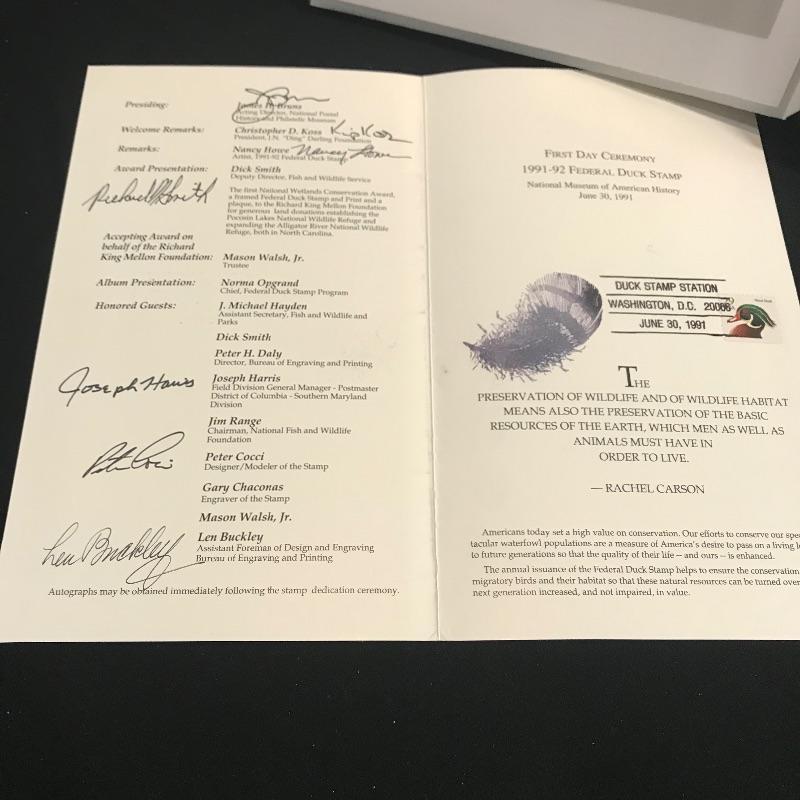 Presiding:
James H. Bruns
Acting Director, National Postal
History and Philatelic Museum
Welcome Remarks:
Christopher D. Koss
Kip Koss
President, J.N. "Ding" Darling Foundation
Remarks:
Nancy Howe
Nancy Howe
Artist, 1991-92 Federal Duck Stamp
Award Presentation:
Dick Smith
Deputy Director, Fish and Wildlife Service
Richard Smith
The first National Wetlands Conservation Award,
a framed Federal Duck Stamp and Print and a
plaque, to the Richard King Mellon Foundation
for generous land donations establishing the
Pocosin Lakes National Wildlife Refuge and
expanding the Alligator River National Wildlife
Refuge, both in North Carolina.
Accepting Award on
behalf of the Richard
King Mellon Foundation:
Mason Walsh, Jr.
Trustee
Album Presentation:
Norma Opgrand
Chief, Federal Duck Stamp Program
Honored Guests:
J. Michael Hayden
Assistant Secretary, Fish and Wildlife and
Parks
Dick Smith
Peter H. Daly
Director, Bureau of Engraving and Printing
Joseph Harris
Joseph Harris
Field Division General Manager - Postmaster
District of Columbia - Southern Maryland
Division
Jim Range
Chairman, National Fish and Wildlife
Foundation
Peter Cocci
Peter Cocci
Designer/Modeler of the Stamp
Gary Chaconas
Engraver of the Stamp
Mason Walsh, Jr.
Len Buckley
Len Buckley
Assistant Foreman of Design and Engraving
Bureau of Engraving and Printing
Autographs may be obtained immediately following the stamp dedication ceremony.
FIRST DAY CEREMONY
1991-92 FEDERAL DUCK STAMP
National Museum of American History
June 30, 1991
DUCK STAMP STATION
WASHINGTON, D.C. 20066
JUNE 30, 1991
THE
PRESERVATION OF WILDLIFE AND OF WILDLIFE HABITAT
MEANS ALSO THE PRESERVATION OF THE BASIC
RESOURCES OF THE EARTH, WHICH MEN AS WELL AS
ANIMALS MUST HAVE IN
ORDER TO LIVE.
— RACHEL CARSON
Americans today set a high value on conservation. Our efforts to conserve our spec
tacular waterfowl populations are a measure of America's desire to pass on a living l
to future generations so that the quality of their life — and ours — is enhanced.
The annual issuance of the Federal Duck Stamp helps to ensure the conservation
migratory birds and their habitat so that these natural resources can be turned over
next generation increased, and not impaired, in value.